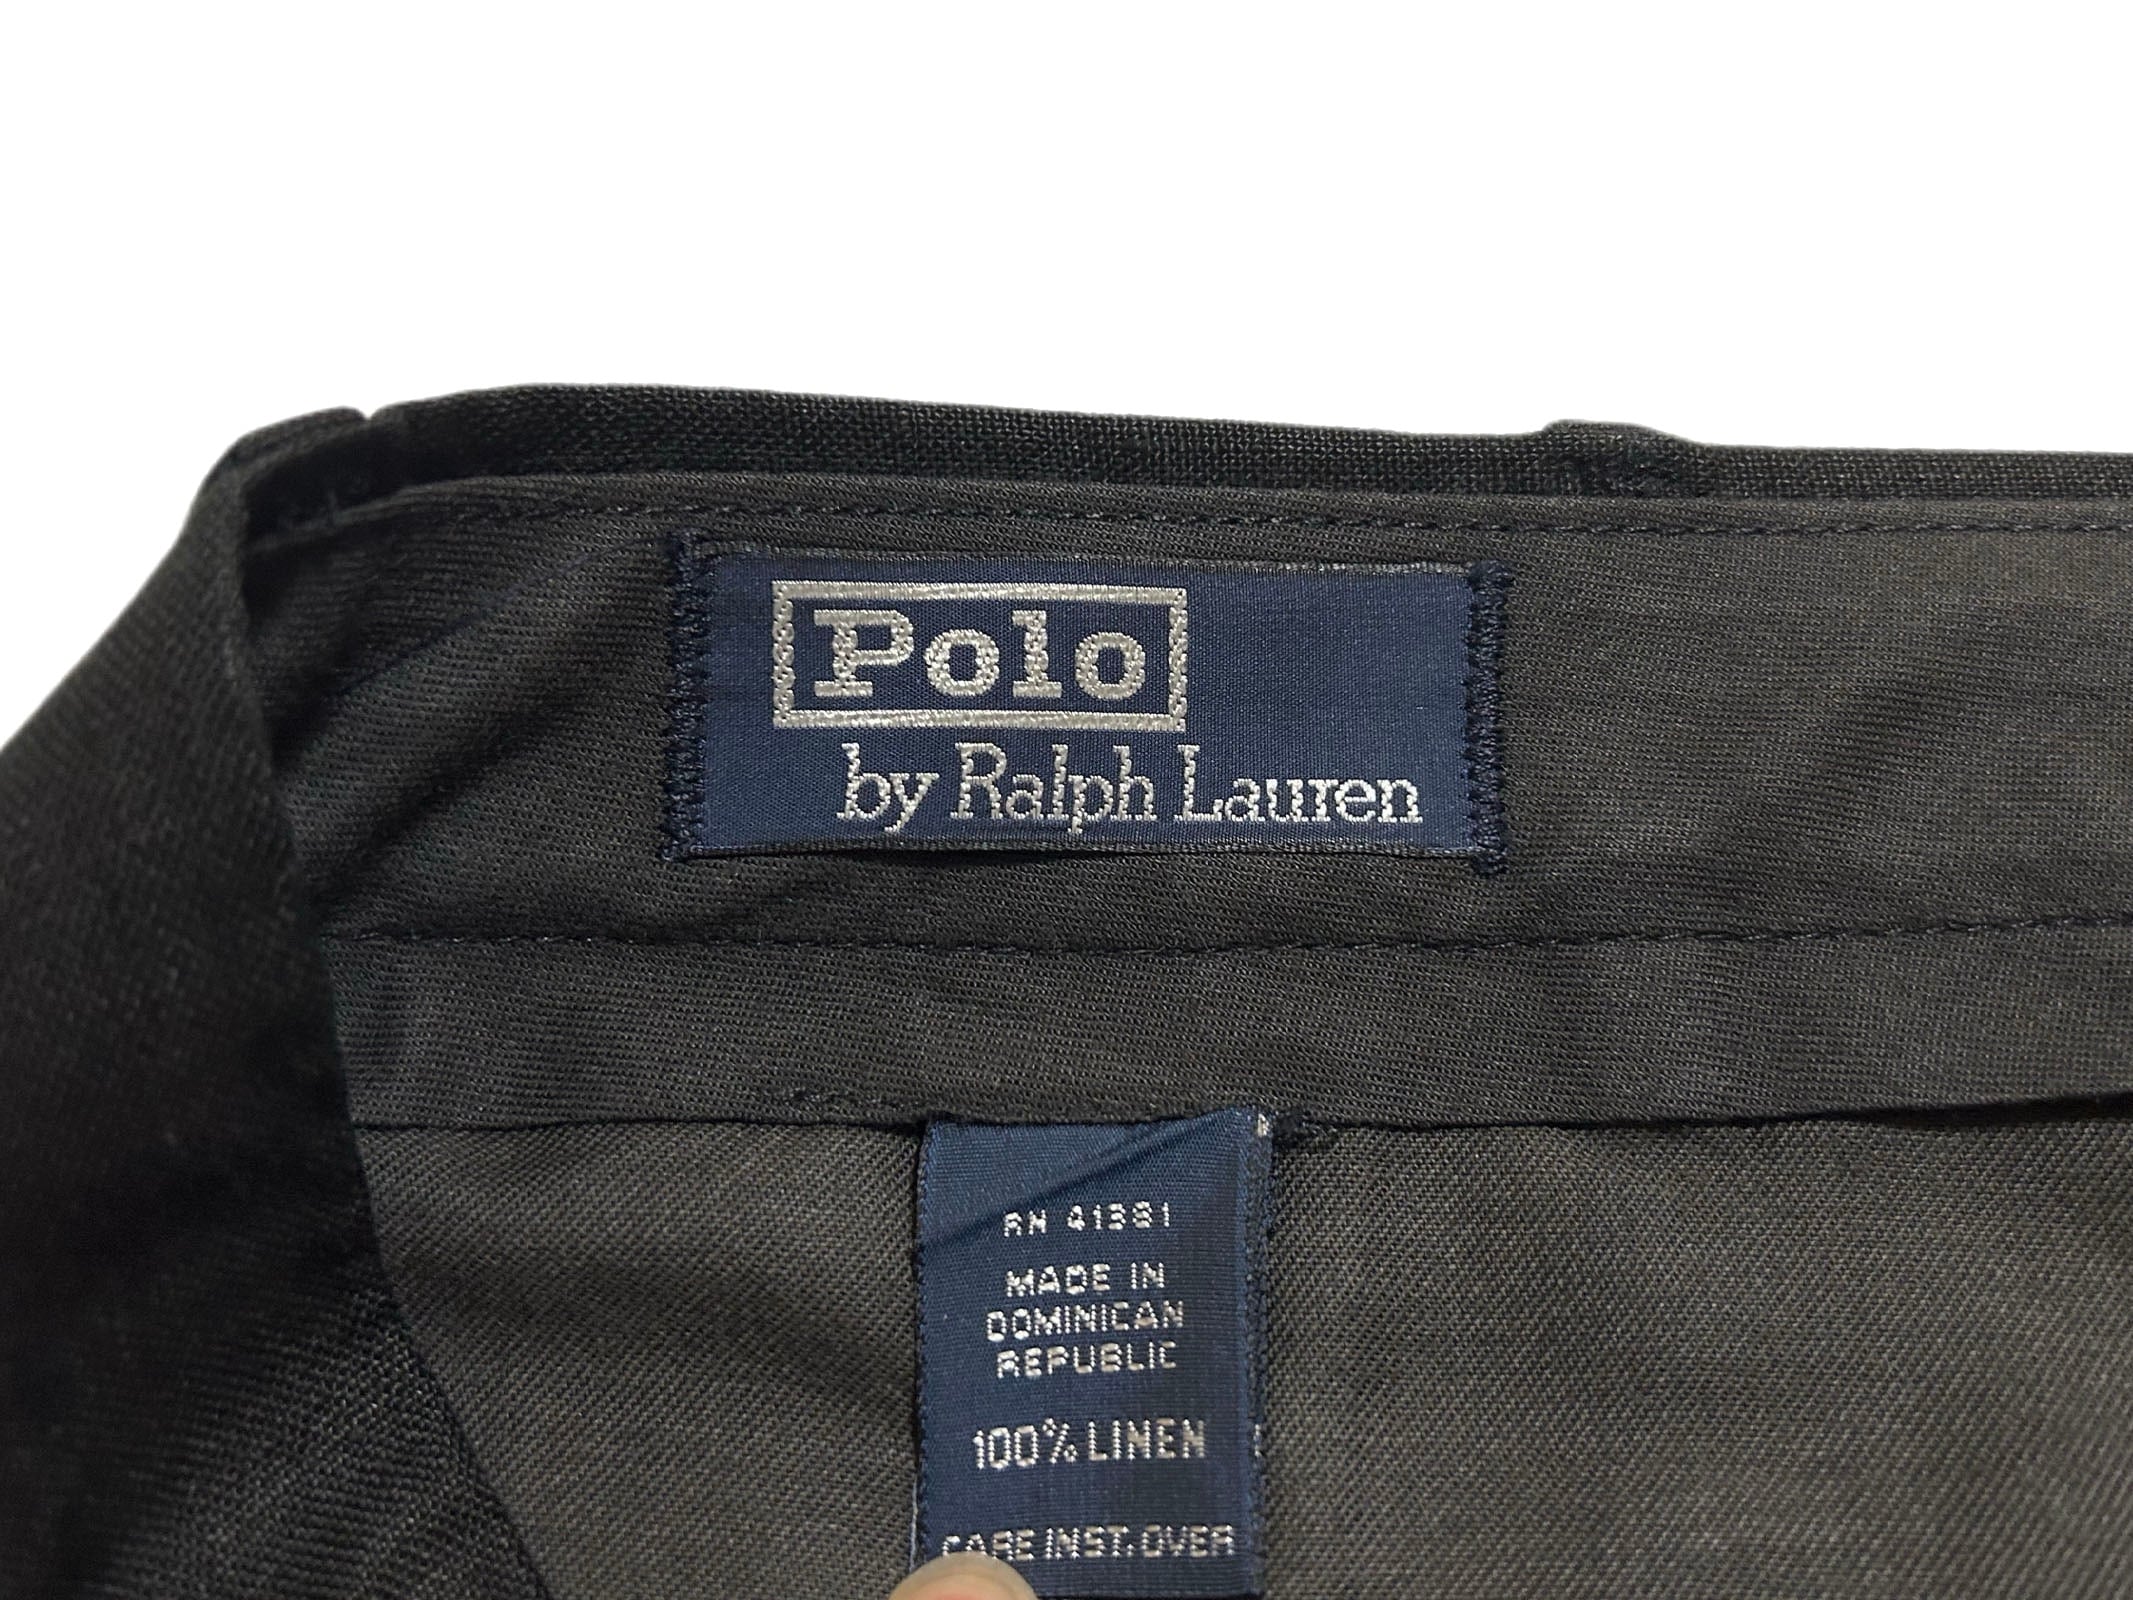 Polo
by Ralph Lauren
RN 41381
MADE IN
DOMINICAN
REPUBLIC
100% LINEN
CARE INST. OVER